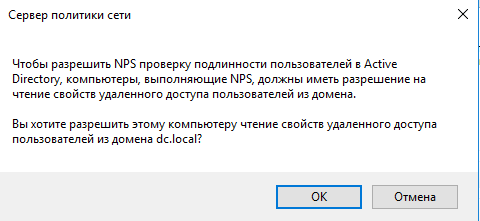 Сервер политики сети
Чтобы разрешить NPS проверку подлинности пользователей в Active
Directory, компьютеры, выполняющие NPS, должны иметь разрешение на
чтение свойств удаленного доступа пользователей из домена.
Вы хотите разрешить этому компьютеру чтение свойств удаленного доступа
пользователей из домена dc.local?
ОК
Отмена